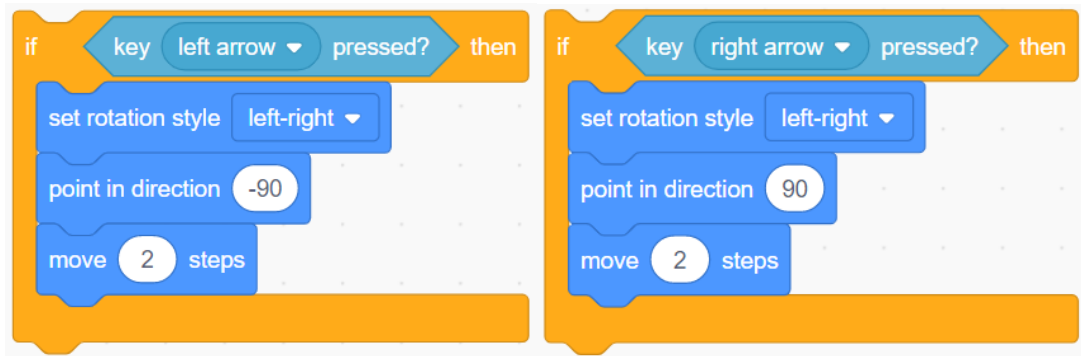 if key left arrow pressed? then
set rotation style left-right
point in direction -90
move 2 steps
if key right arrow pressed? then
set rotation style left-right
point in direction 90
move 2 steps